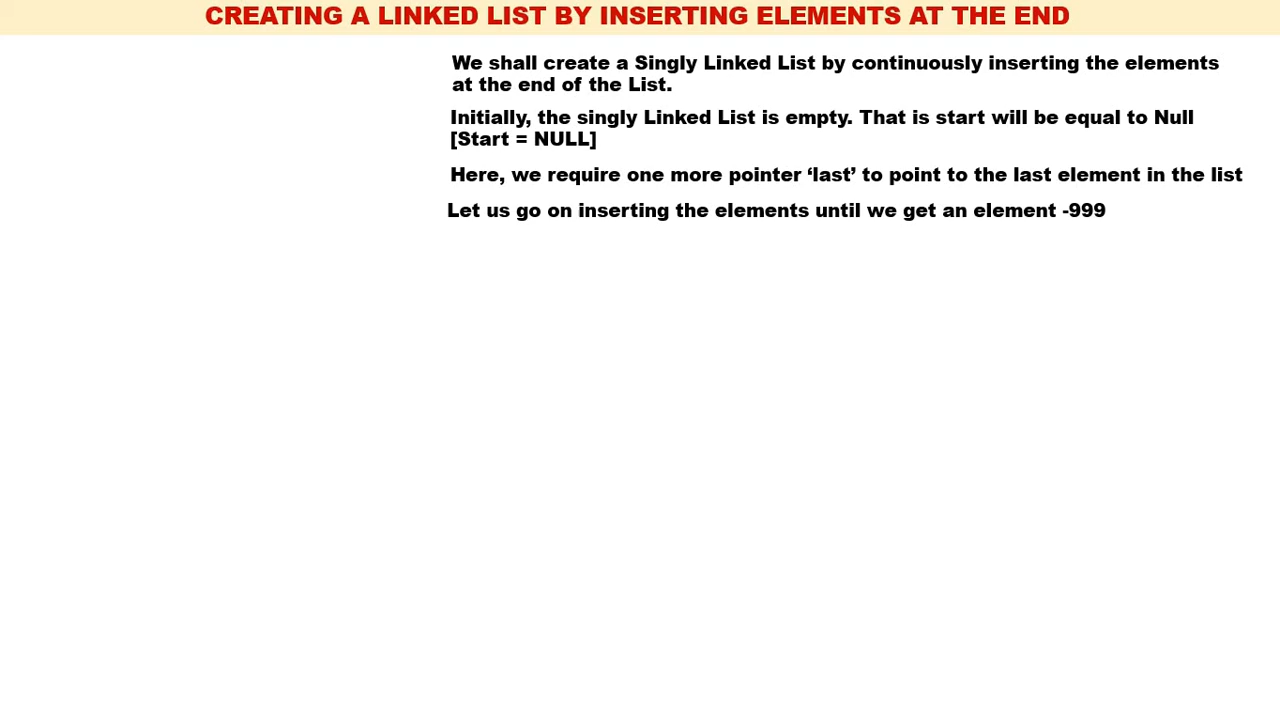 CREATING A LINKED LIST BY INSERTING ELEMENTS AT THE END
We shall create a Singly Linked List by continuously inserting the elements
at the end of the List.
Initially, the singly Linked List is empty. That is start will be equal to Null
[Start = NULL]
Here, we require one more pointer ‘last’ to point to the last element in the list
Let us go on inserting the elements until we get an element -999